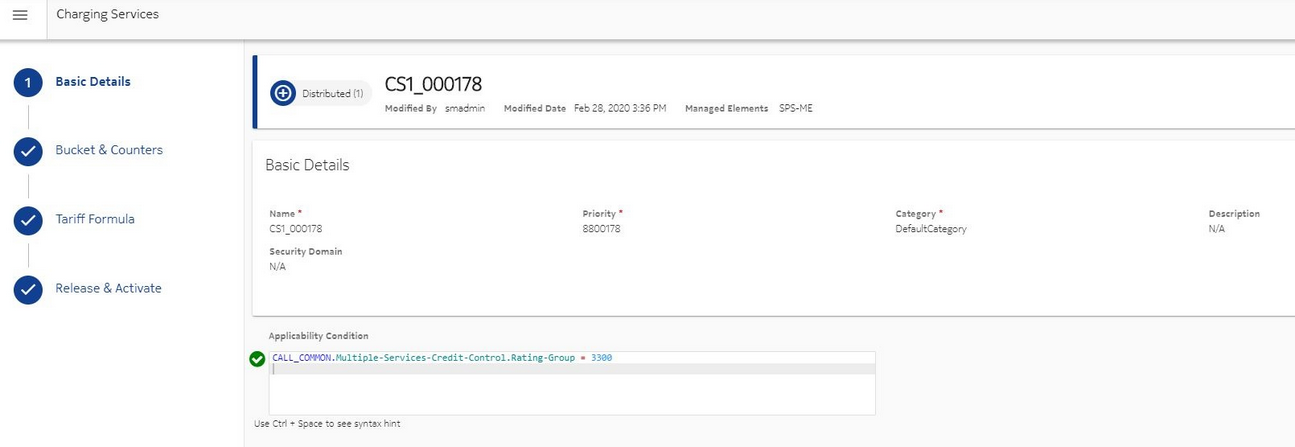 Charging Services
1 Basic Details
Bucket & Counters
Tariff Formula
Release & Activate
Distributed (1)
CS1_000178
Modified By smadmin Modified Date Feb 28, 2020 3:36 PM Managed Elements SPS-ME
Basic Details
Name * Priority * Category * Description
CS1_000178 8800178 DefaultCategory N/A
Security Domain
N/A
Applicability Condition
CALL_COMMON.Multiple-Services-Credit-Control.Rating-Group = 3300
Use Ctrl + Space to see syntax hint